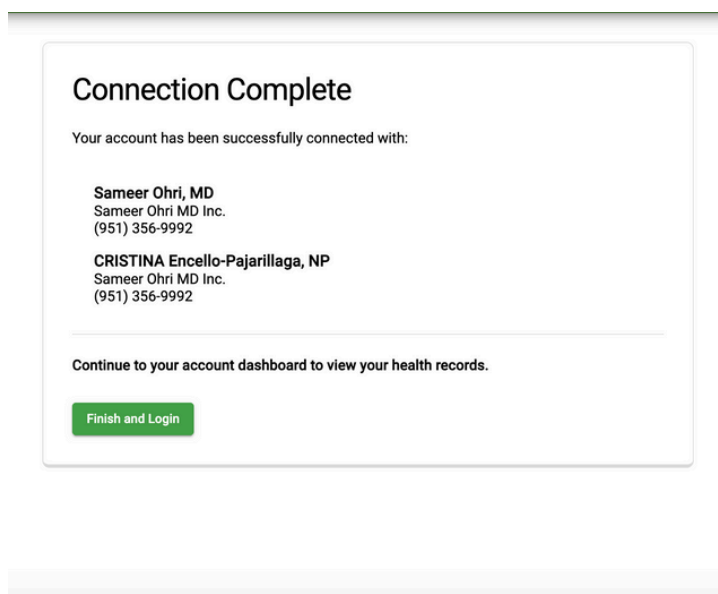 Connection Complete
Your account has been successfully connected with:
Sameer Ohri, MD
Sameer Ohri MD Inc.
(951) 356-9992
CRISTINA Encello-Pajarillaga, NP
Sameer Ohri MD Inc.
(951) 356-9992
Continue to your account dashboard to view your health records.
Finish and Login